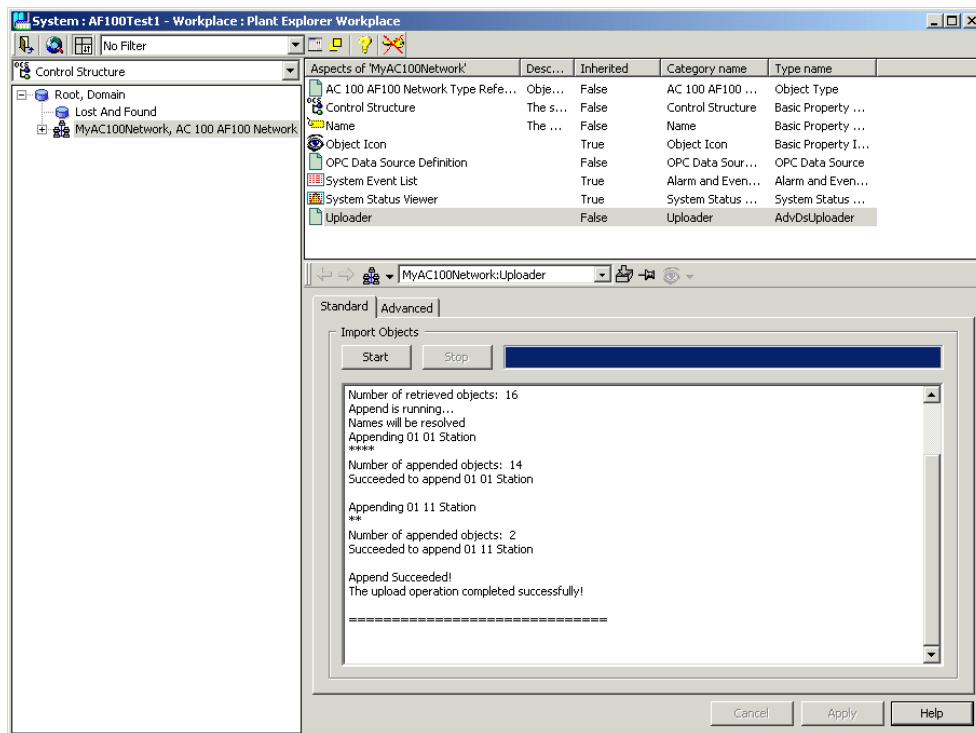 System : AF100Test1 - Workplace : Plant Explorer Workplace
No Filter
Control Structure
Root, Domain
Lost And Found
MyAC100Network, AC 100 AF100 Network
Aspects of 'MyAC100Network' Desc... Inherited Category name Type name
AC 100 AF100 Network Type Refe... Obje... False AC 100 AF100 ... Object Type
Control Structure The s... False Control Structure Basic Property ...
Name The ... False Name Basic Property ...
Object Icon True Object Icon Basic Property I...
OPC Data Source Definition False OPC Data Sour... OPC Data Source
System Event List True Alarm and Even... Alarm and Even...
System Status Viewer True System Status ... System Status ...
Uploader False Uploader AdvDsUploader
MyAC100Network:Uploader
Standard Advanced
Import Objects
Start Stop
Number of retrieved objects: 16
Append is running...
Names will be resolved
Appending 01 01 Station
****
Number of appended objects: 14
Succeeded to append 01 01 Station
Appending 01 11 Station
**
Number of appended objects: 2
Succeeded to append 01 11 Station
Append Succeeded!
The upload operation completed successfully!
==============================
Cancel Apply Help